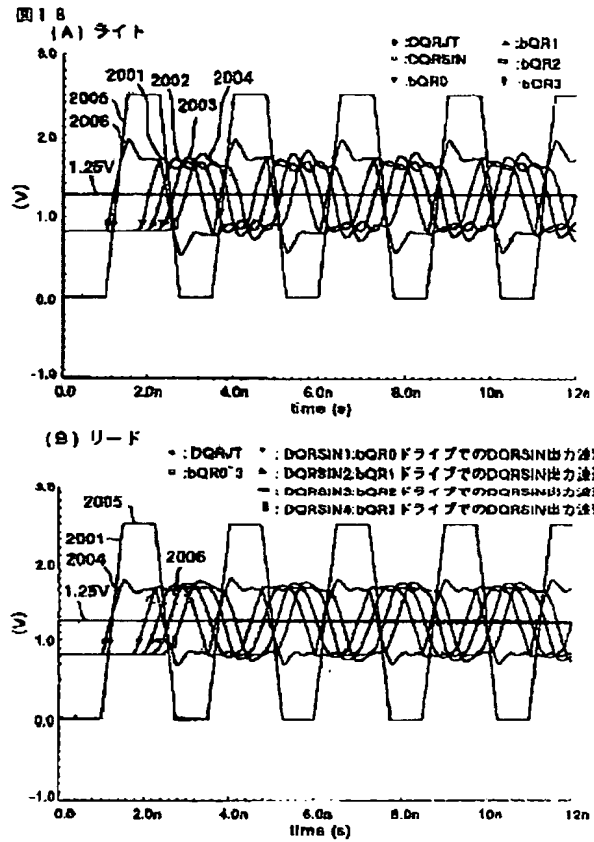 図18
(A) ライト
:DQRJT
:bQR1
:DQRSIN
:bQR2
:bQR0
:bQR3
3.0
2.0
1.0
0.0
-1.0
(V)
2001
2002
2004
2005
2003
2006
1.25V
0.0
2.0n
4.0n
6.0n
8.0n
10n
12n
time (s)
(B) リード
:DQRJT
:bQR0~3
:DQRSIN1:bQR0ドライブでのDQRSIN出力波
:DQRSIN2:bQR1ドライブでのDQRSIN出力波
:DQRSIN3:bQR2ドライブでのDQRSIN出力波
:DQRSIN4:bQR3ドライブでのDQRSIN出力波
3.0
2.0
1.0
0.0
-1.0
(V)
2005
2001
2004
2006
1.25V
0.0
2.0n
4.0n
6.0n
8.0n
10n
12n
time (s)